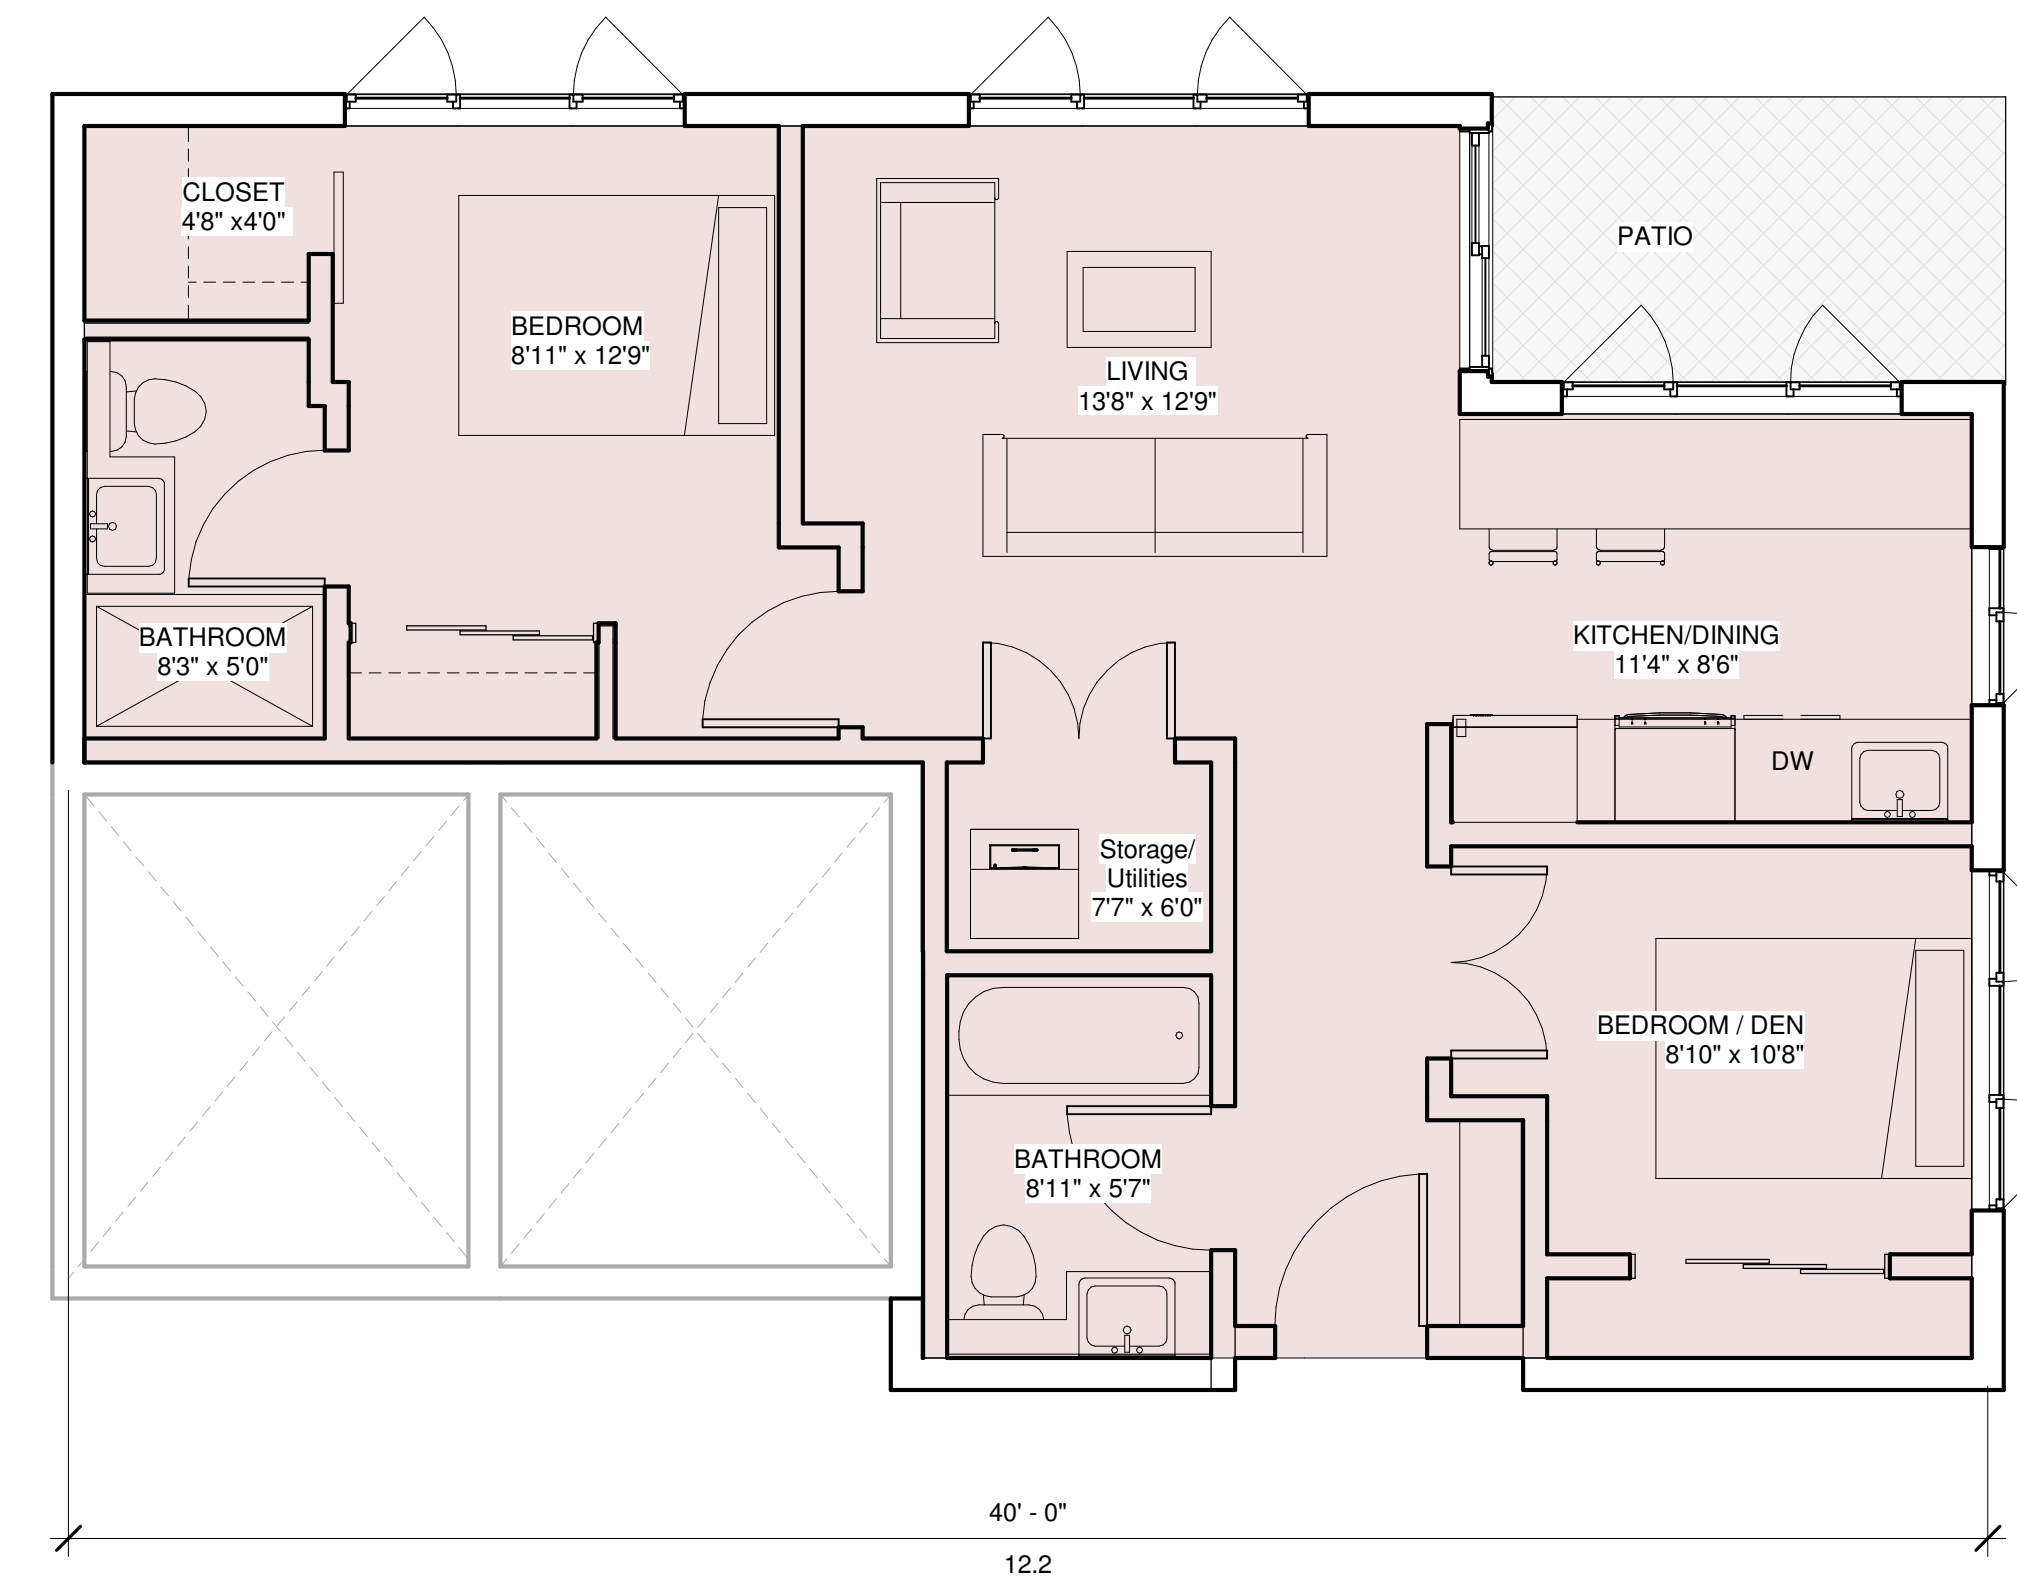 CLOSET
4'8" x4'0"
PATIO
BEDROOM
8'11" x 12'9"
LIVING
13'8" x 12'9"
BATHROOM
8'3" x 5'0"
KITCHEN/DINING
11'4" x 8'6"
DW
Storage/
Utilities
7'7" x 6'0"
BEDROOM / DEN
8'10" x 10'8"
BATHROOM
8'11" x 5'7"
40' - 0"
12.2